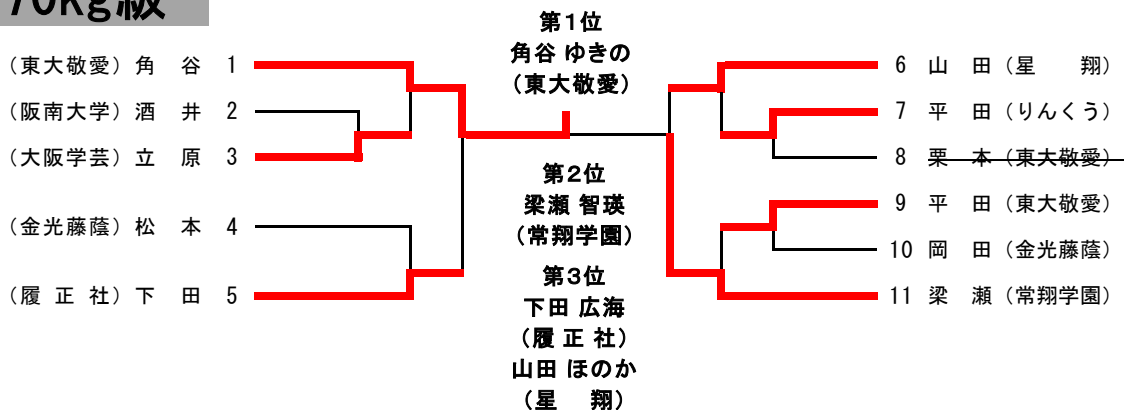 70kg級
(東大敬愛) 角 谷 1
(阪南大学) 酒 井 2
(大阪学芸) 立 原 3
(金光藤蔭) 松 本 4
(履 正 社) 下 田 5
第1位
角谷 ゆきの
(東大敬愛)
第2位
梁瀬 智瑛
(常翔学園)
第3位
下田 広海
(履 正 社)
山田 ほのか
(星 翔)
6 山 田 (星 翔)
7 平 田 (りんくう)
8 栗 本 (東大敬愛)
9 平 田 (東大敬愛)
10 岡 田 (金光藤蔭)
11 梁 瀬 (常翔学園)